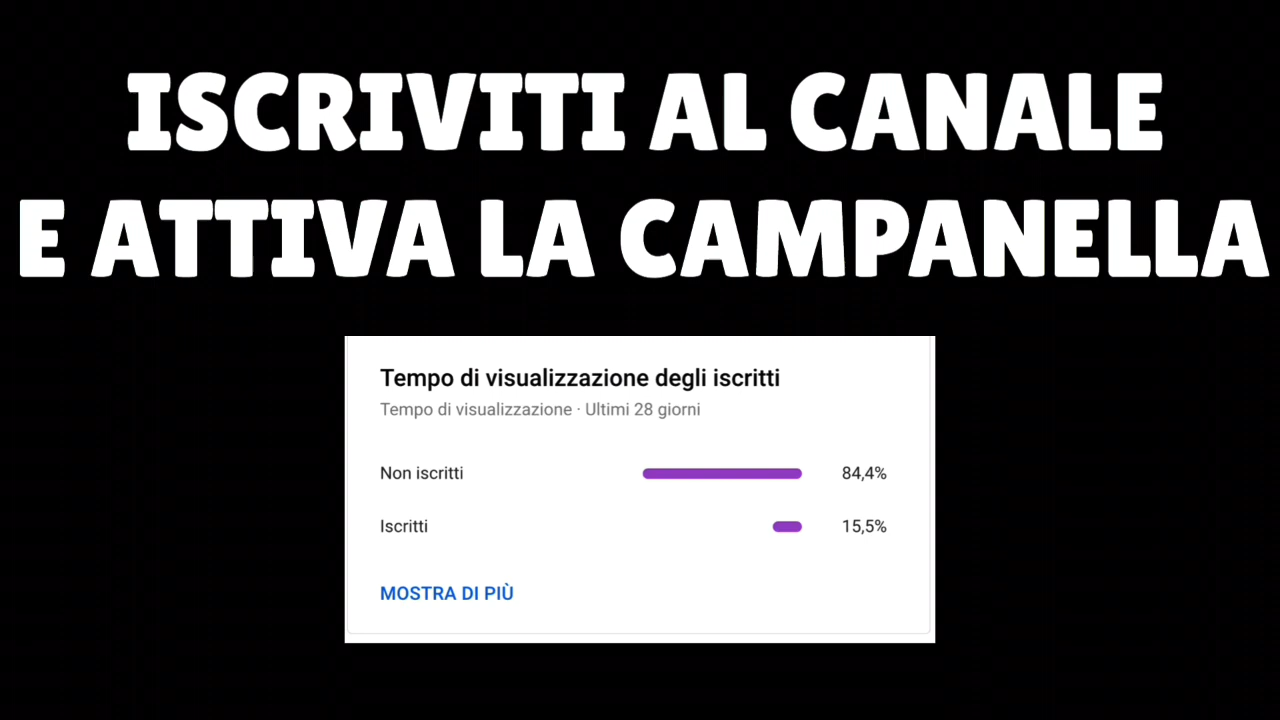 ISCRIVITI AL CANALE
E ATTIVA LA CAMPANELLA
Tempo di visualizzazione degli iscritti
Tempo di visualizzazione · Ultimi 28 giorni
Non iscritti 84,4%
Iscritti 15,5%
MOSTRA DI PIÙ